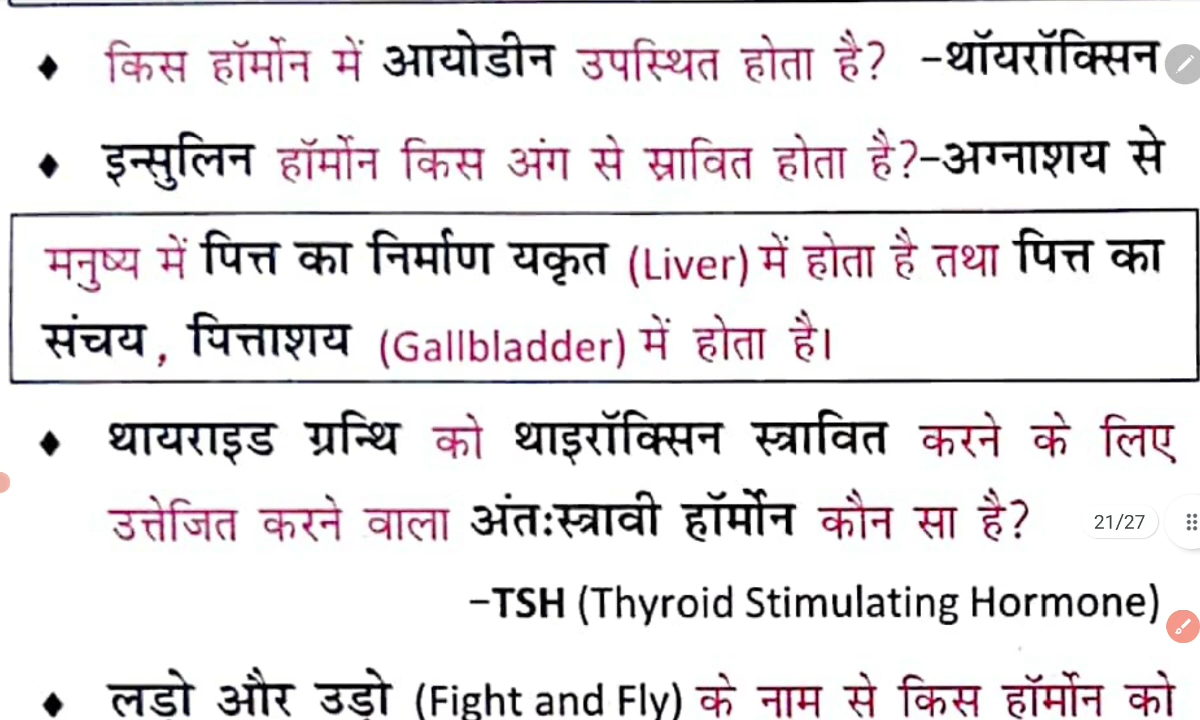 ♦ किस हॉर्मोन में आयोडीन उपस्थित होता है? -थॉयरॉक्सिन
♦ इन्सुलिन हॉर्मोन किस अंग से स्रावित होता है?-अग्नाशय से
मनुष्य में पित्त का निर्माण यकृत (Liver) में होता है तथा पित्त का
संचय, पित्ताशय (Gallbladder) में होता है।
♦ थायराइड ग्रन्थि को थाइरॉक्सिन स्त्रावित करने के लिए
उत्तेजित करने वाला अंतःस्त्रावी हॉर्मोन कौन सा है?
21/27
-TSH (Thyroid Stimulating Hormone)
♦ लड़ो और उड़ो (Fight and Fly) के नाम से किस हॉर्मोन को